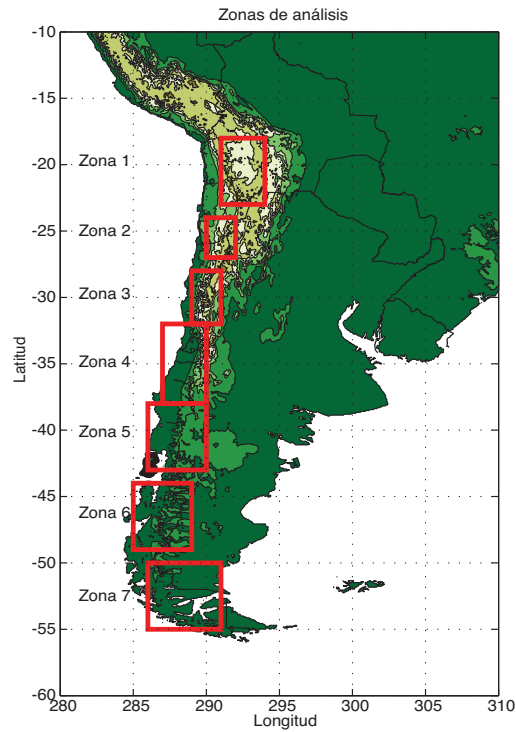 Zonas de análisis
-10
-15
-20
-25
-30
-35
-40
-45
-50
-55
-60
Latitud
Zona 1
Zona 2
Zona 3
Zona 4
Zona 5
Zona 6
Zona 7
280
285
290
295
300
305
310
Longitud